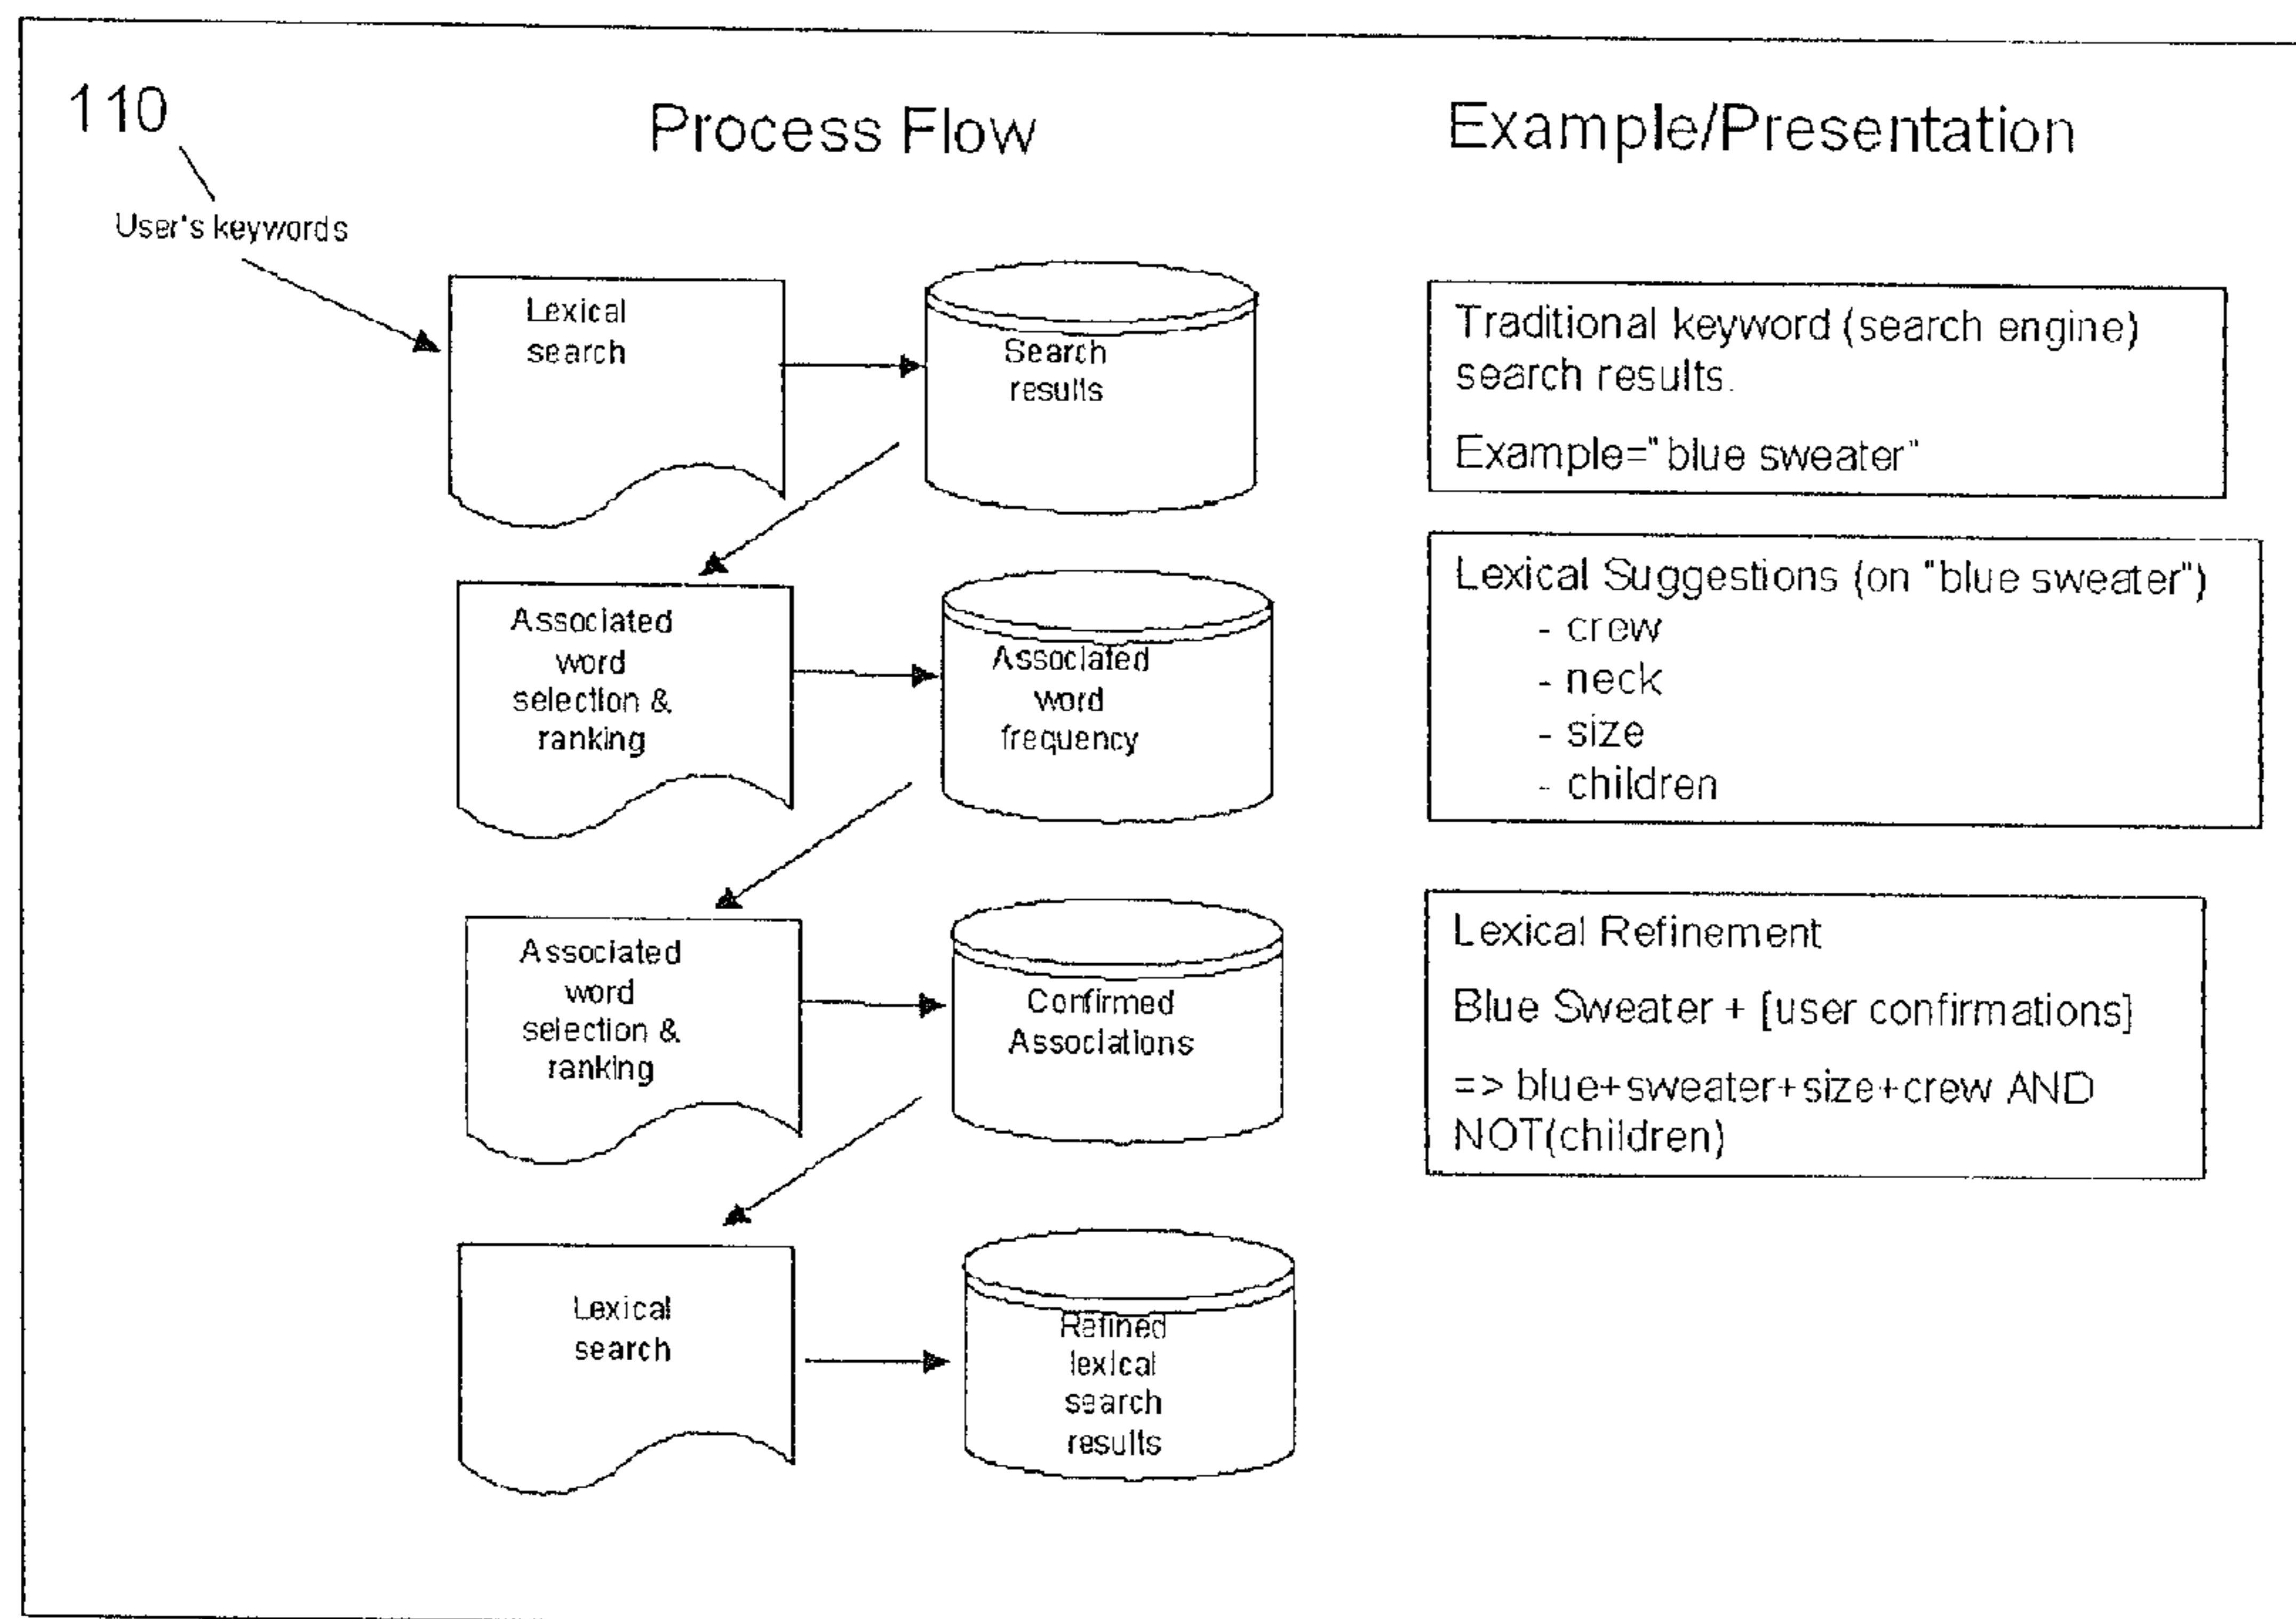 110
Process Flow
Example/Presentation
User's keywords
Lexical
search
Search
results
Traditional keyword (search engine)
search results.
Example="blue sweater"
Associated
word
selection &
ranking
Associated
word
frequency
Lexical Suggestions (on "blue sweater")
- crew
- neck
- size
- children
Associated
word
selection &
ranking
Confirmed
Associations
Lexical Refinement
Blue Sweater + [user confirmations]
=> blue+sweater+size+crew AND
NOT(children)
Lexical
search
Refined
lexical
search
results